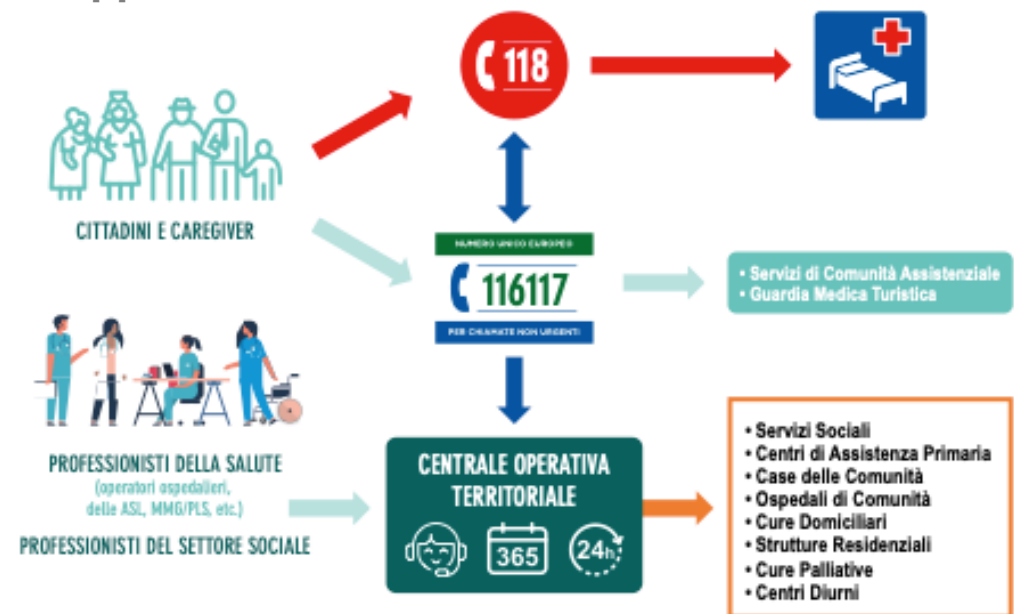 118
CITTADINI E CAREGIVER
NUMERO UNICO EUROPEO
116117
PER CHIAMATE NON URGENTI
• Servizi di Comunità Assistenziale
• Guardia Medica Turistica
PROFESSIONISTI DELLA SALUTE
(operatori ospedalieri,
delle ASL, MMG/PLS, etc.)
PROFESSIONISTI DEL SETTORE SOCIALE
CENTRALE OPERATIVA
TERRITORIALE
365
24h
• Servizi Sociali
• Centri di Assistenza Primaria
• Case delle Comunità
• Ospedali di Comunità
• Cure Domiciliari
• Strutture Residenziali
• Cure Palliative
• Centri Diurni